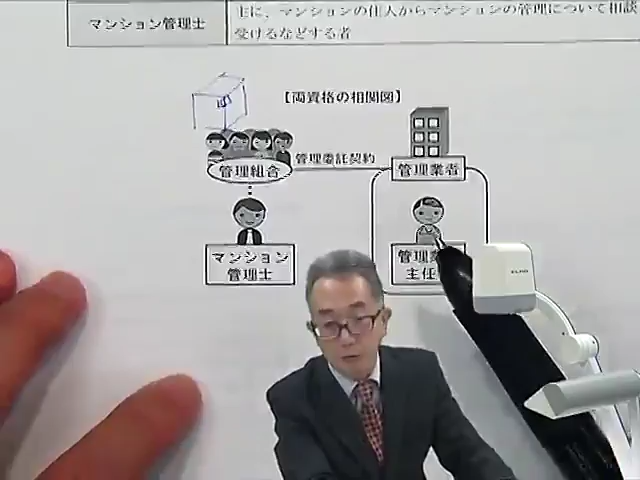 マンション管理士
主に、マンションの住人からマンションの管理について相談
受けるなどする者
【両資格の相関図】
管理組合
管理委託契約
管理業者
マンション
管理士
管理業
主任
ELMO